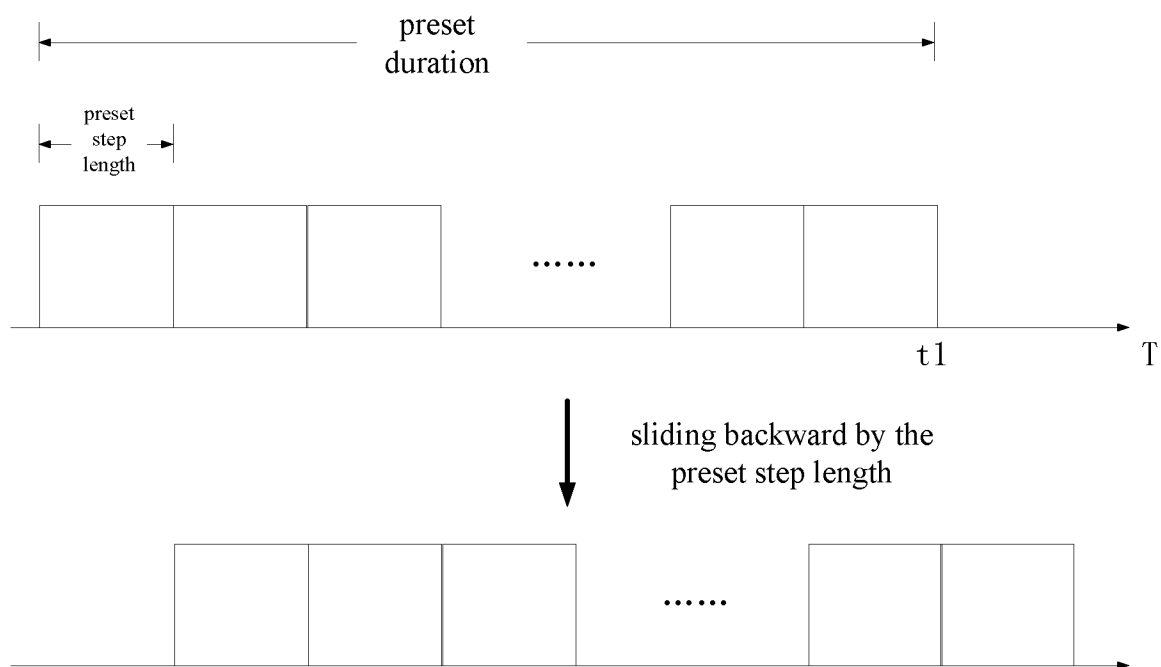 preset
duration
preset
step
length
……
t1
T
sliding backward by the
preset step length
……